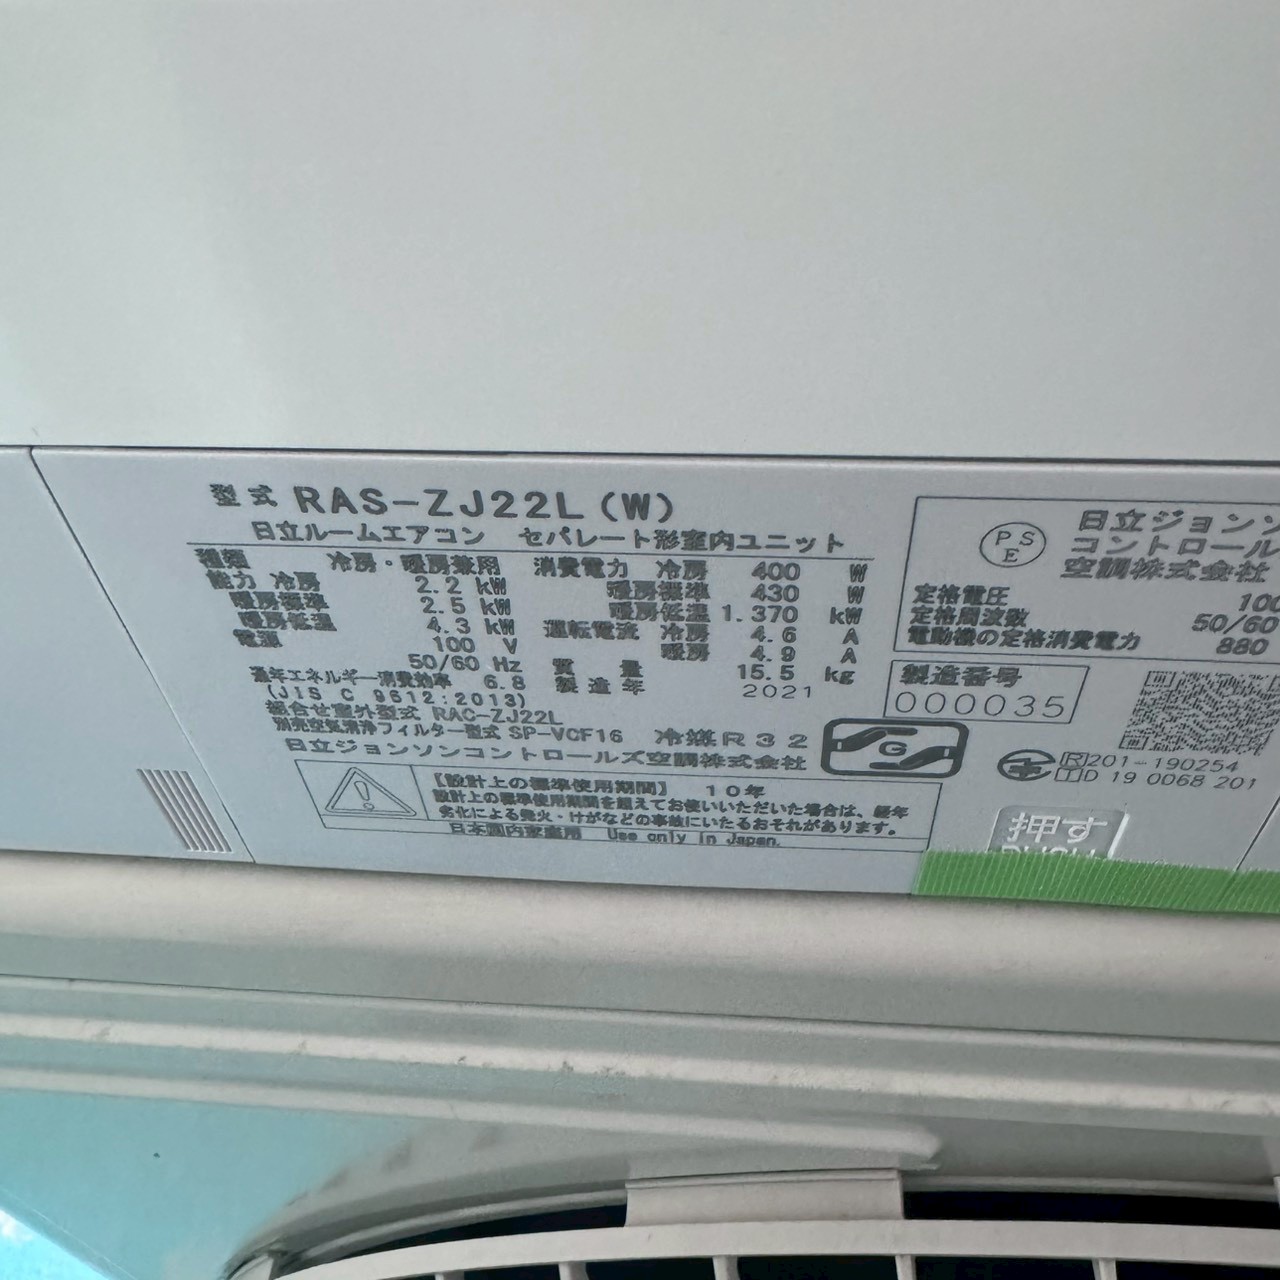 型式 RAS-ZJ22L(W)
日立ルームエアコン セパレート形室内ユニット
種類 冷房・暖房兼用
能力 冷房 2.2 kW
暖房標準 2.5 kW
暖房低温 4.3 kW
電源 100 V
50/60 Hz
通年エネルギー消費効率 6.8
(JIS C 9612:2013)
消費電力 冷房 400 W
暖房標準 430 W
暖房低温 1.370 kW
運転電流 冷房 4.6 A
暖房 4.9 A
質量 15.5 kg
製造年 2021
組合せ室外型式 RAC-ZJ22L
別売空気清浄フィルター型式 SP-VCF16 冷媒R32
日立ジョンソンコントロールズ空調株式会社
G
【設計上の標準使用期間】 10年
設計上の標準使用期間を超えてお使いいただいた場合は、経年
劣化による発火・けがなどの事故にいたるおそれがあります。
日本国内家庭用 Use only in Japan.
PSE
日立ジョンソン
コントロール
空調株式会社
定格電圧 100
定格周波数 50/60
電動機の定格消費電力 880
製造番号
000035
R 201-190254
T D 19 0068 201
押す
PUSH